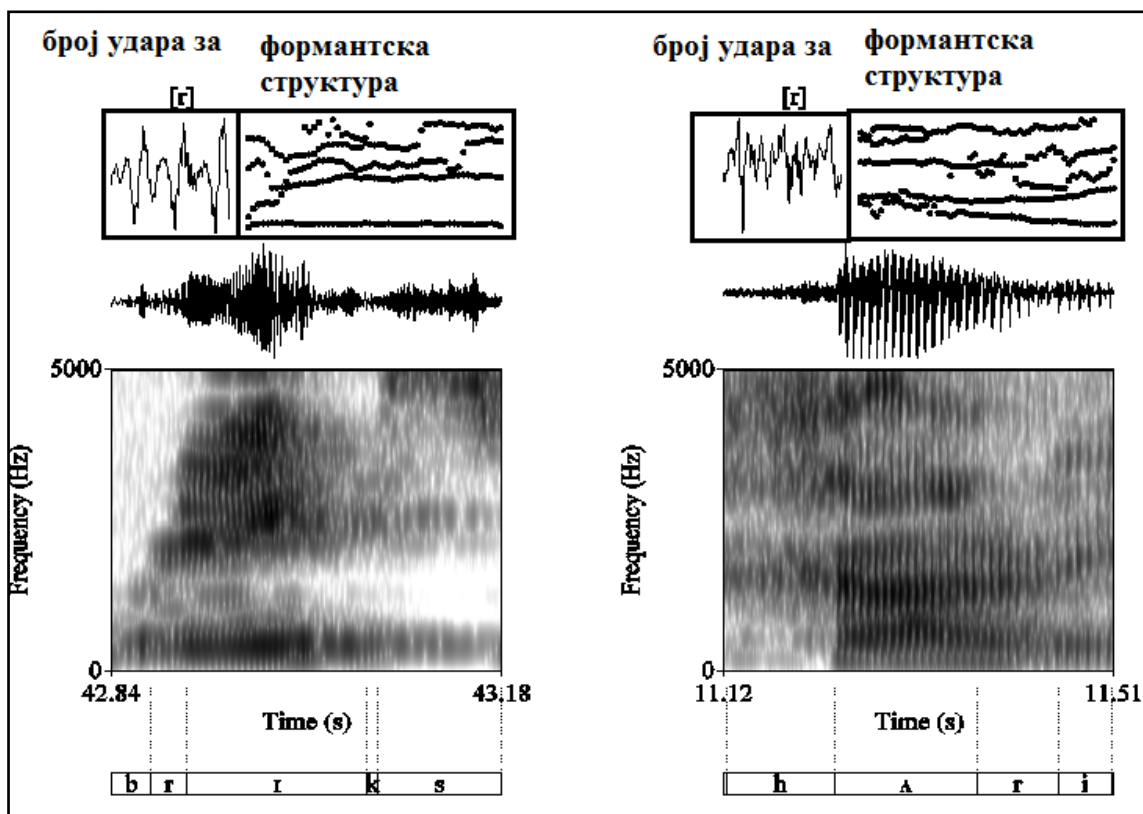 број удара за
[r]
формантска
структура
5000
Frequency (Hz)
0
42.84
43.18
Time (s)
b r ɪ k s
број удара за
[r]
формантска
структура
5000
Frequency (Hz)
0
11.12
11.51
Time (s)
h ʌ r i